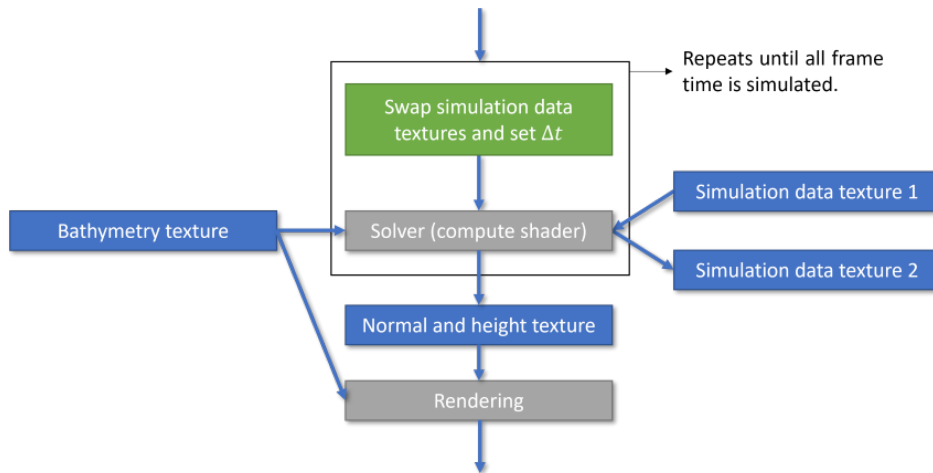 Repeats until all frame
time is simulated.
Swap simulation data
textures and set Δt
Simulation data texture 1
Bathymetry texture
Solver (compute shader)
Simulation data texture 2
Normal and height texture
Rendering